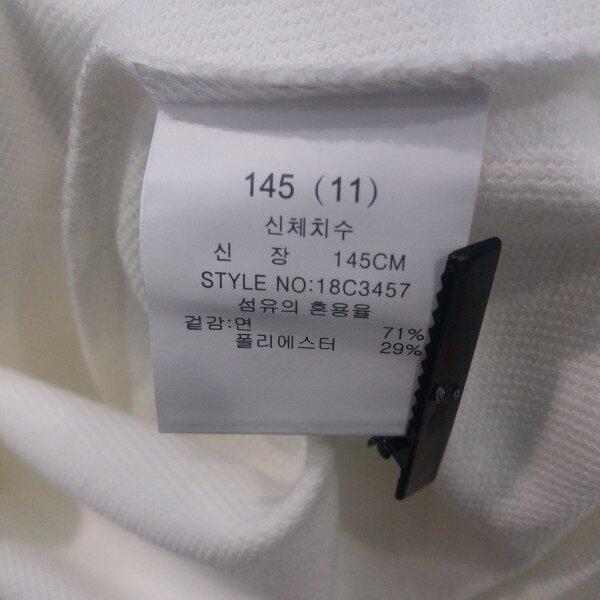 145 (11)
신체치수
신 장 145CM
STYLE NO:18C3457
섬유의 혼용율
겉감:면 71%
폴리에스터 29%